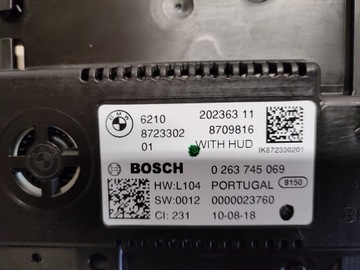 BMW
6210 202363 11
8723302 8709816
01 WITH HUD IK872330201
BOSCH 0 263 745 069
HW:L104 PORTUGAL 8150
SW:0012 0000023760
CI: 231 10-08-18